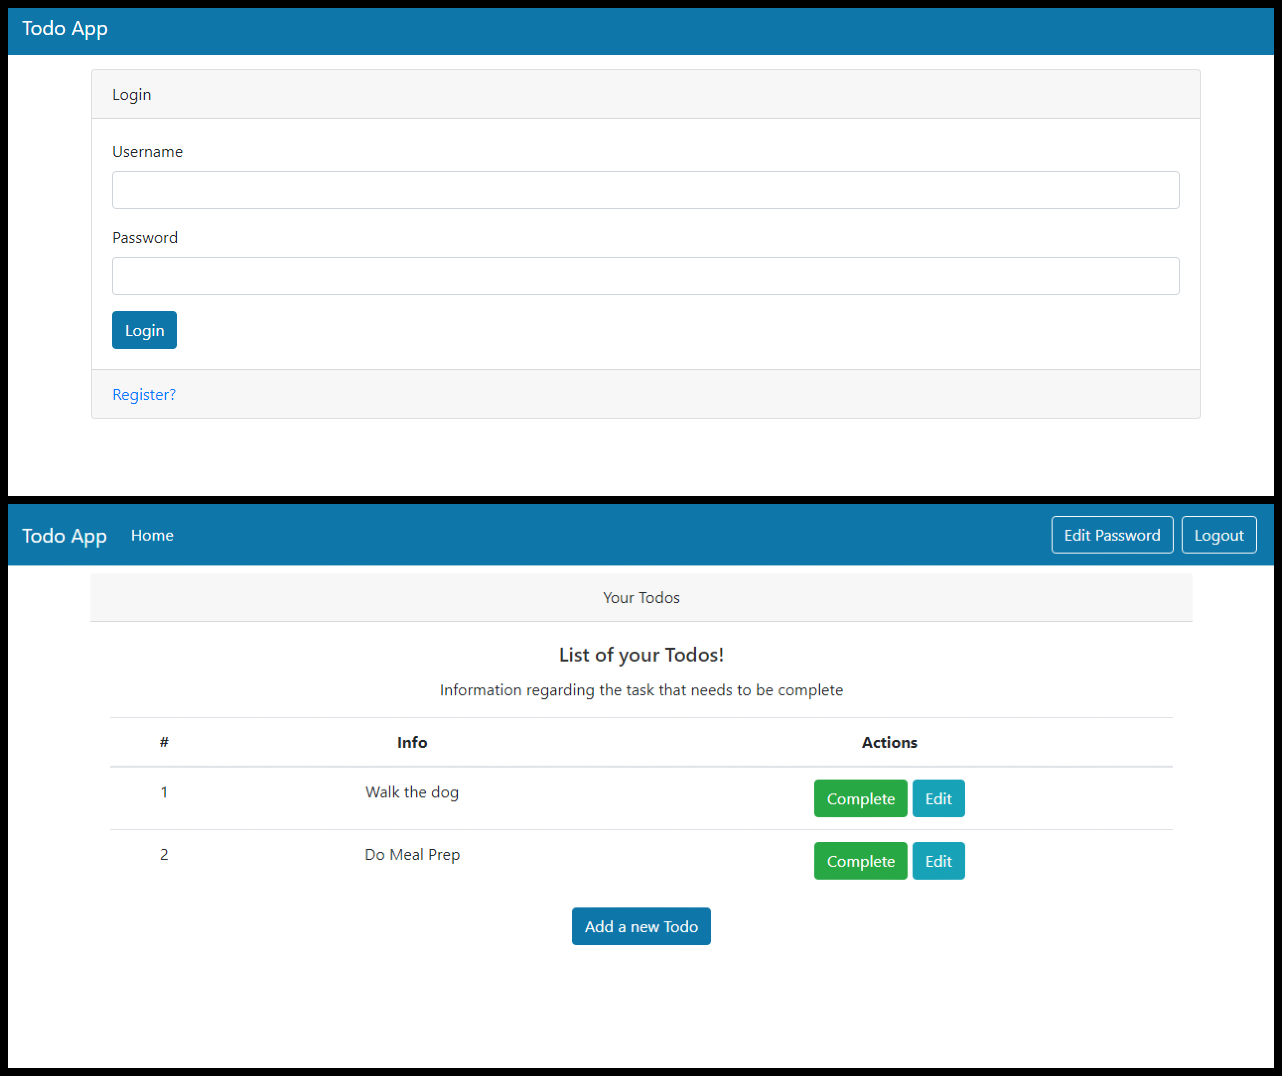 Todo App
Login
Username
Password
Login
Register?
Todo App Home Edit Password Logout
Your Todos
List of your Todos!
Information regarding the task that needs to be complete
# Info Actions
1 Walk the dog Complete Edit
2 Do Meal Prep Complete Edit
Add a new Todo